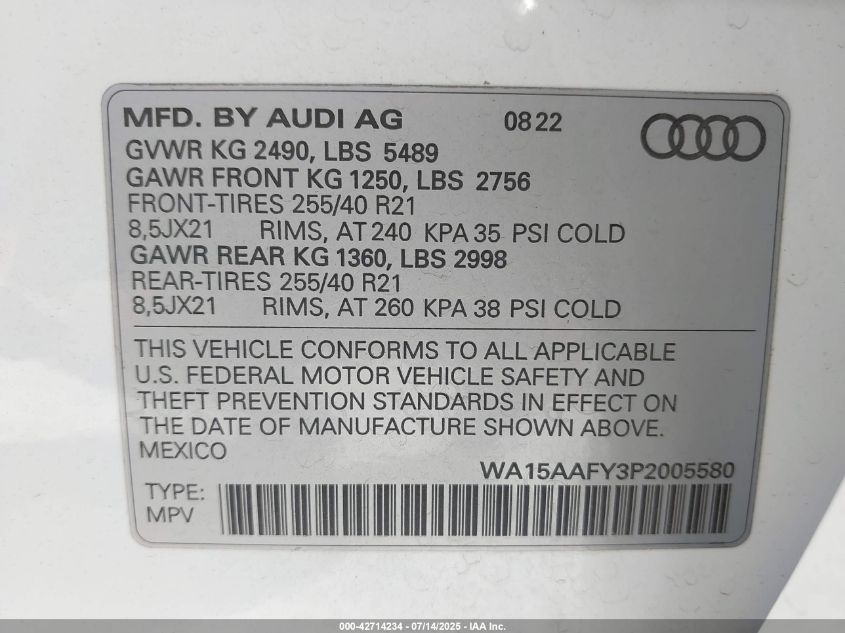 MFD. BY AUDI AG 08 22
GVWR KG 2490, LBS 5489
GAWR FRONT KG 1250, LBS 2756
FRONT-TIRES 255/40 R21
8,5JX21 RIMS, AT 240 KPA 35 PSI COLD
GAWR REAR KG 1360, LBS 2998
REAR-TIRES 255/40 R21
8,5JX21 RIMS, AT 260 KPA 38 PSI COLD
THIS VEHICLE CONFORMS TO ALL APPLICABLE
U.S. FEDERAL MOTOR VEHICLE SAFETY AND
THEFT PREVENTION STANDARDS IN EFFECT ON
THE DATE OF MANUFACTURE SHOWN ABOVE.
MEXICO
WA15AAFY3P2005580
TYPE:
MPV
000-42714234 - 07/14/2025 - IAA Inc.